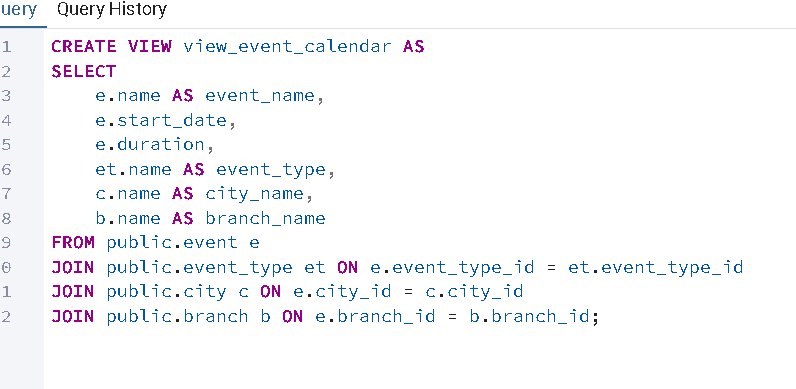 uery Query History
1 CREATE VIEW view_event_calendar AS
2 SELECT
3 e.name AS event_name,
4 e.start_date,
5 e.duration,
6 et.name AS event_type,
7 c.name AS city_name,
8 b.name AS branch_name
9 FROM public.event e
0 JOIN public.event_type et ON e.event_type_id = et.event_type_id
1 JOIN public.city c ON e.city_id = c.city_id
2 JOIN public.branch b ON e.branch_id = b.branch_id;